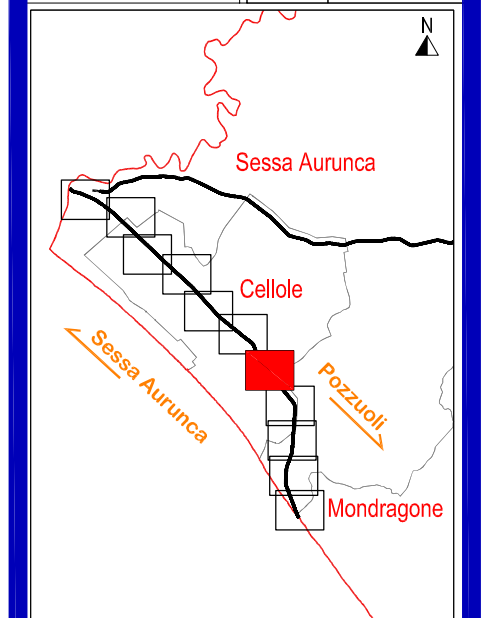 N
Sessa Aurunca
Cellole
Sessa Aurunca
Pozzuoli
Mondragone